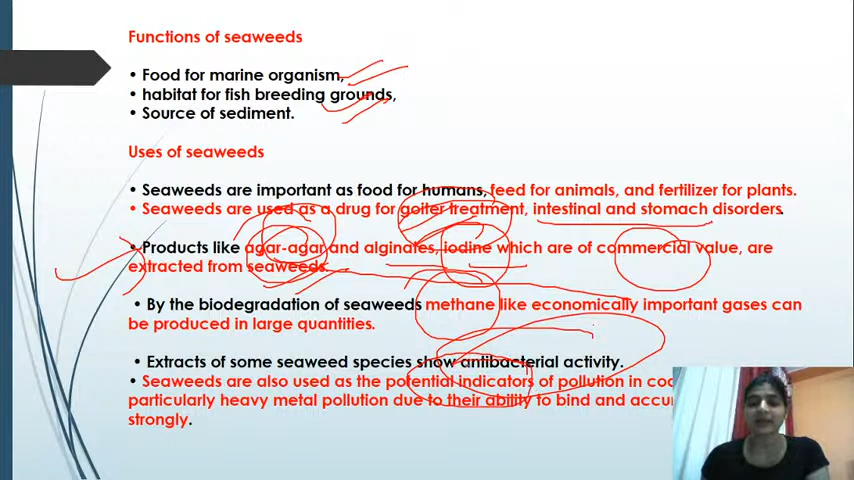 Functions of seaweeds
• Food for marine organism,
• habitat for fish breeding grounds,
• Source of sediment.
Uses of seaweeds
• Seaweeds are important as food for humans, feed for animals, and fertilizer for plants.
• Seaweeds are used as a drug for goiter treatment, intestinal and stomach disorders.
• Products like agar-agar and alginates, iodine which are of commercial value, are
extracted from seaweeds.
• By the biodegradation of seaweeds methane like economically important gases can
be produced in large quantities.
• Extracts of some seaweed species show antibacterial activity.
• Seaweeds are also used as the potential indicators of pollution in
particularly heavy metal pollution due to their ability to bind and
strongly.